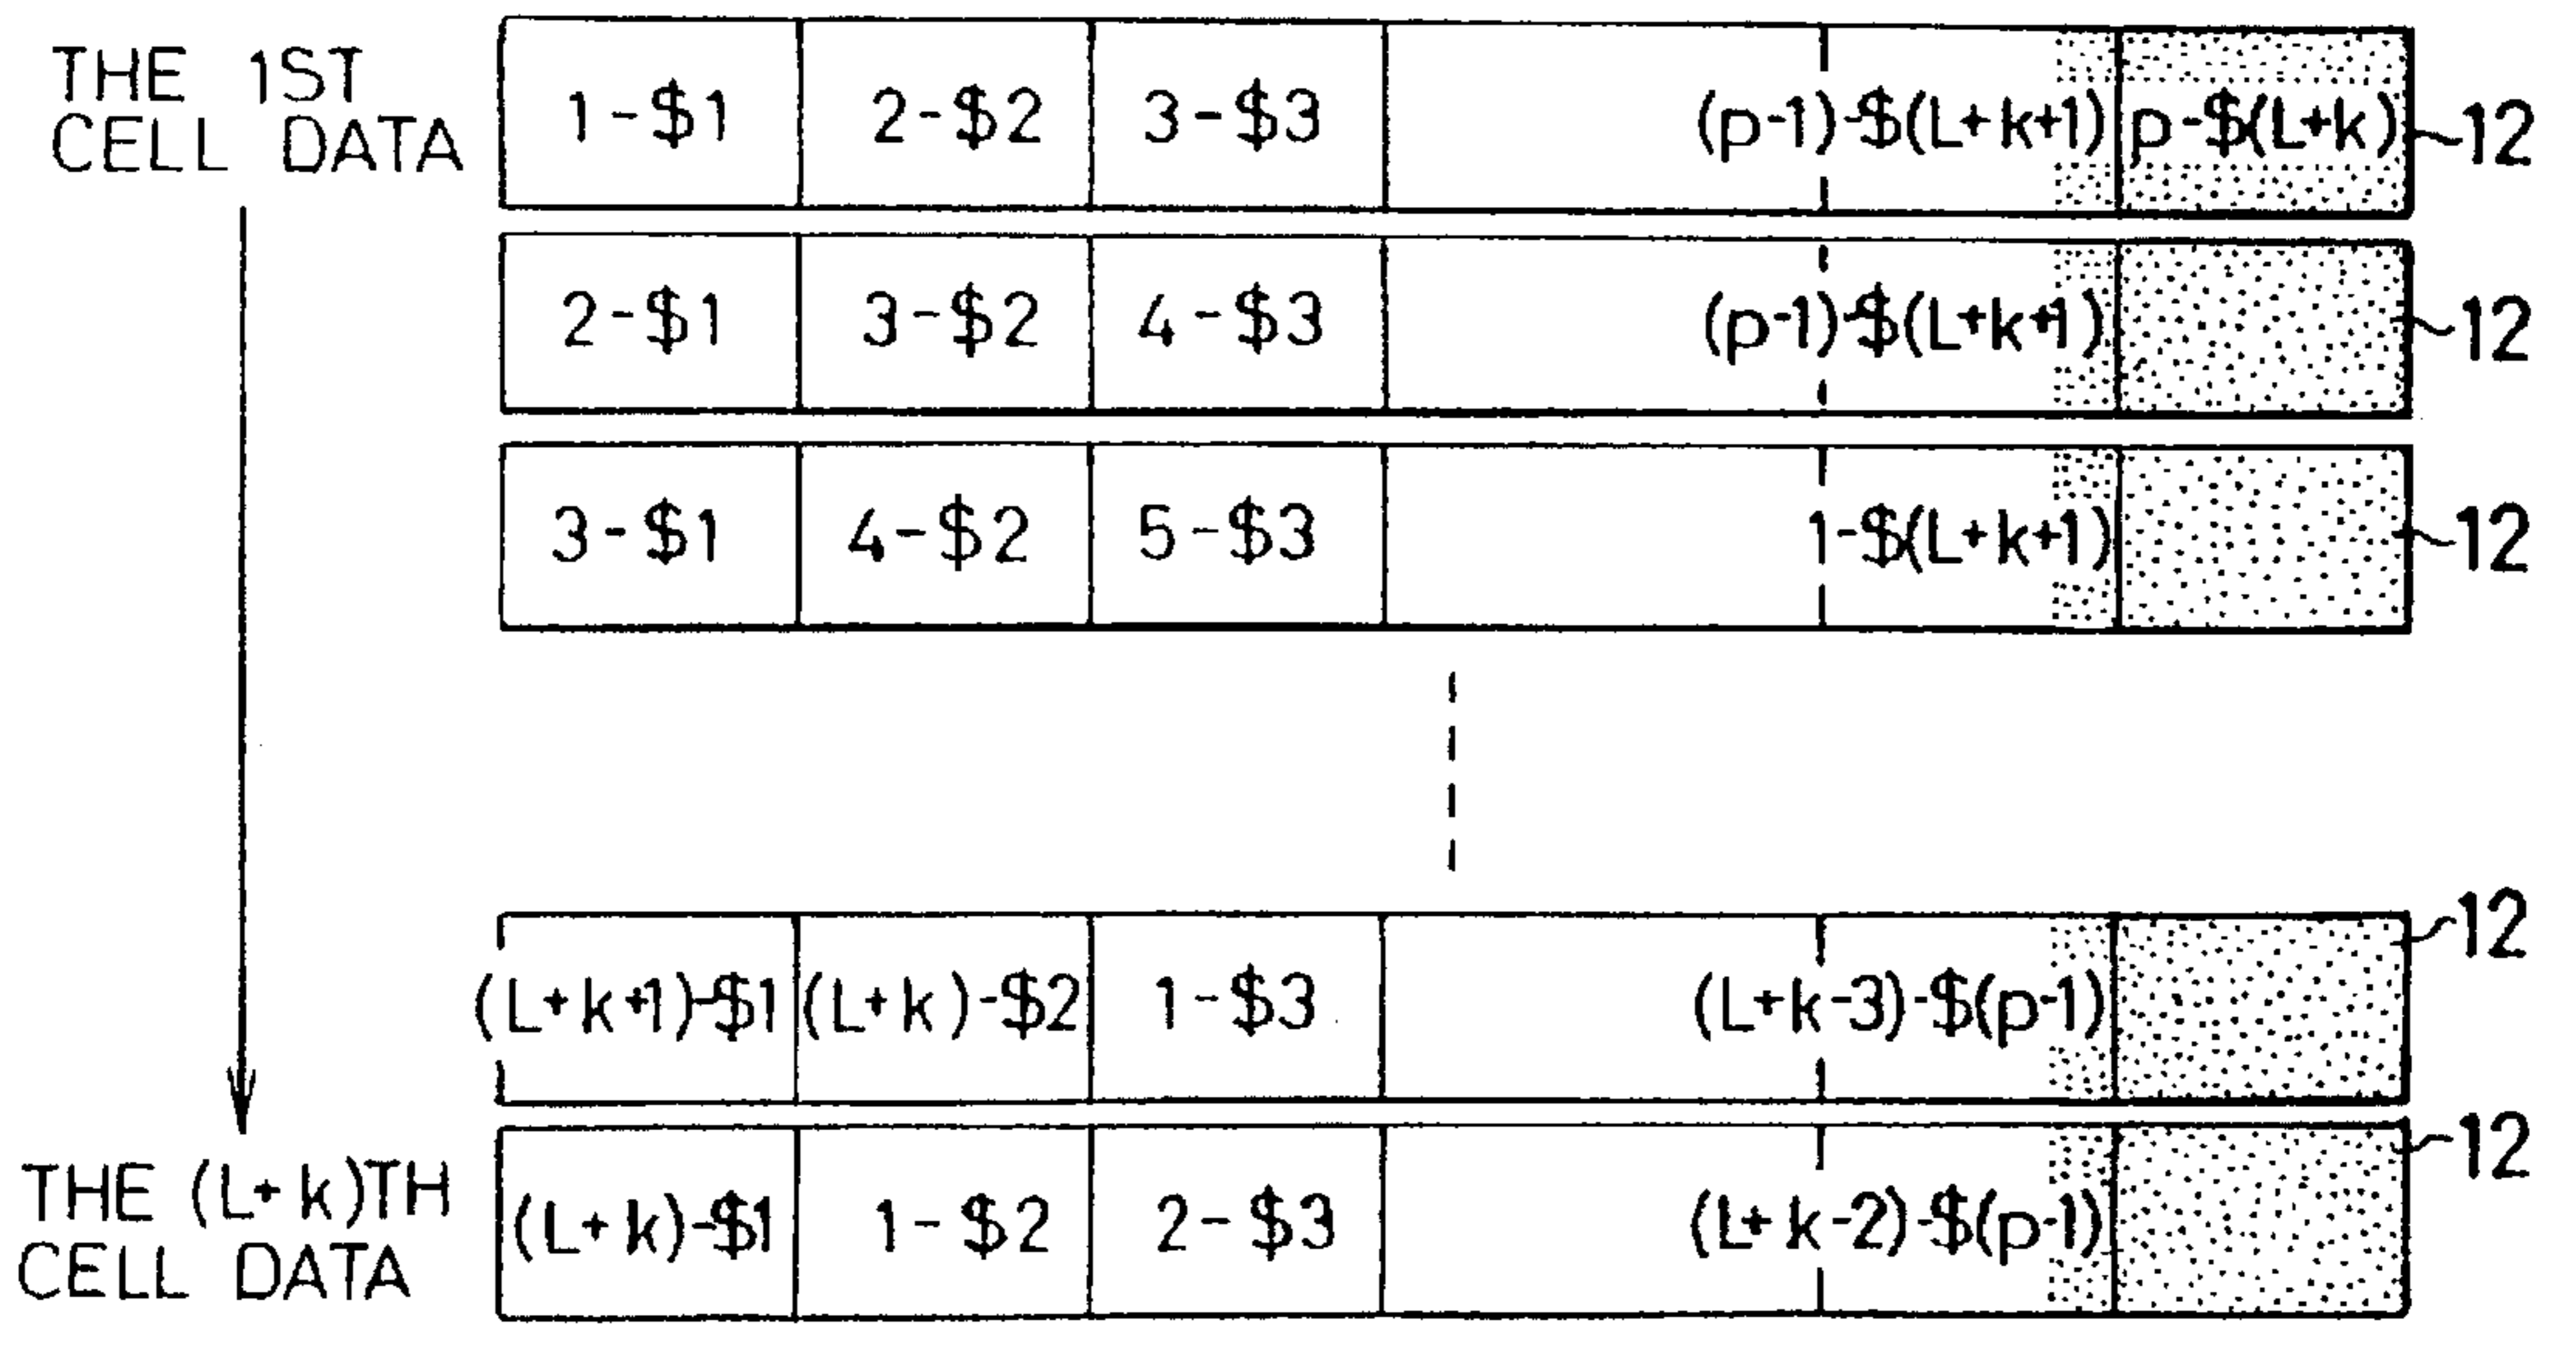 THE 1ST
CELL DATA
1-$1 2-$2 3-$3 (p-1)-$(L+k+1) p-$(L+k) 12
2-$1 3-$2 4-$3 (p-1)-$(L+k+1) 12
3-$1 4-$2 5-$3 1-$(L+k+1) 12
(L+k+1)-$1 (L+k)-$2 1-$3 (L+k-3)-$(p-1) 12
THE (L+k)TH
CELL DATA
(L+k)-$1 1-$2 2-$3 (L+k-2)-$(p-1) 12